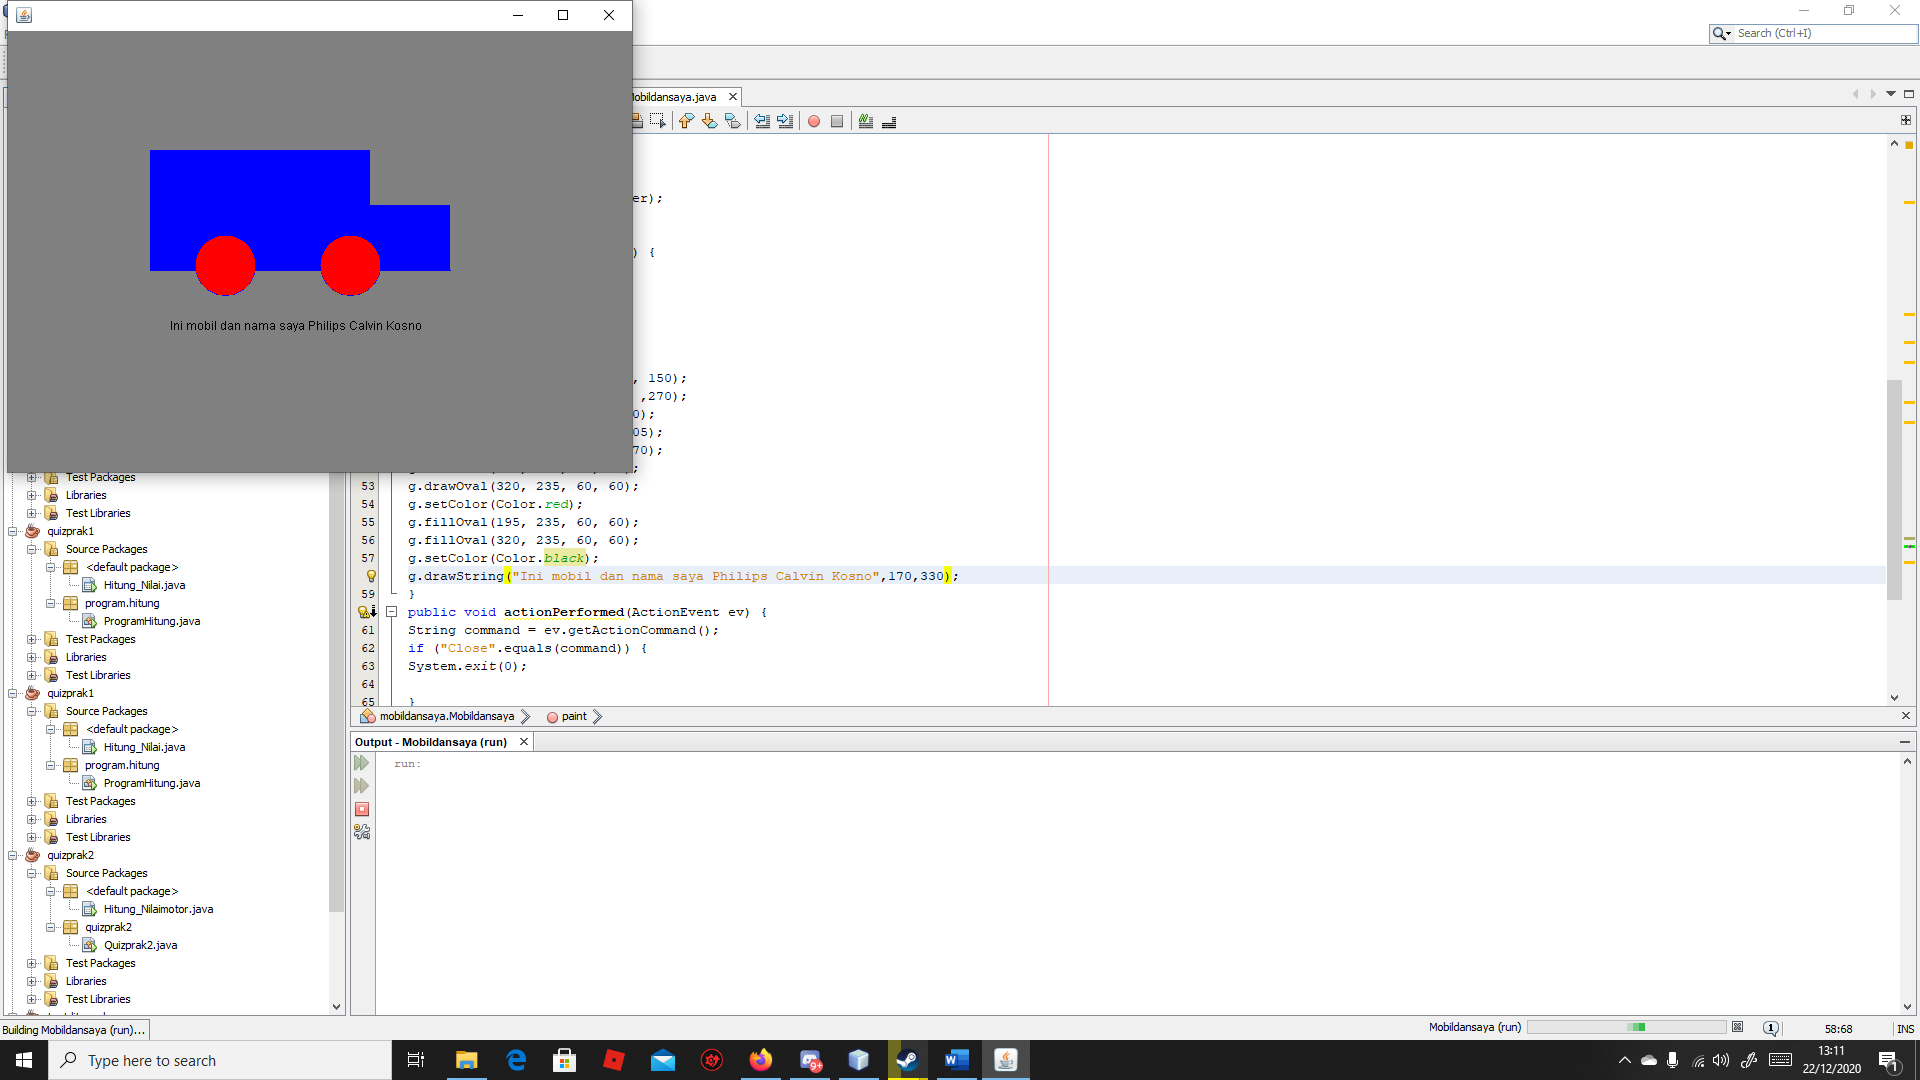 Search (Ctrl+I)
Mobildansaya.java
Ini mobil dan nama saya Philips Calvin Kosno
er);
) {
, 150);
,270);
0);
05);
70);
;
53 g.drawOval(320, 235, 60, 60);
54 g.setColor(Color.red);
55 g.fillOval(195, 235, 60, 60);
56 g.fillOval(320, 235, 60, 60);
57 g.setColor(Color.black);
g.drawString("Ini mobil dan nama saya Philips Calvin Kosno",170,330);
59 }
public void actionPerformed(ActionEvent ev) {
61 String command = ev.getActionCommand();
62 if ("Close".equals(command)) {
63 System.exit(0);
64
65 }
mobildansaya.Mobildansaya paint
Test Packages
Libraries
Test Libraries
quizprak1
Source Packages
<default package>
Hitung_Nilai.java
program.hitung
ProgramHitung.java
Test Packages
Libraries
Test Libraries
quizprak1
Source Packages
<default package>
Hitung_Nilai.java
program.hitung
ProgramHitung.java
Test Packages
Libraries
Test Libraries
quizprak2
Source Packages
<default package>
Hitung_Nilaimotor.java
quizprak2
Quizprak2.java
Test Packages
Libraries
Test Libraries
Output - Mobildansaya (run)
run:
Building Mobildansaya (run)...
Mobildansaya (run)
1
58:68
INS
Type here to search
9+
13:11
22/12/2020
1